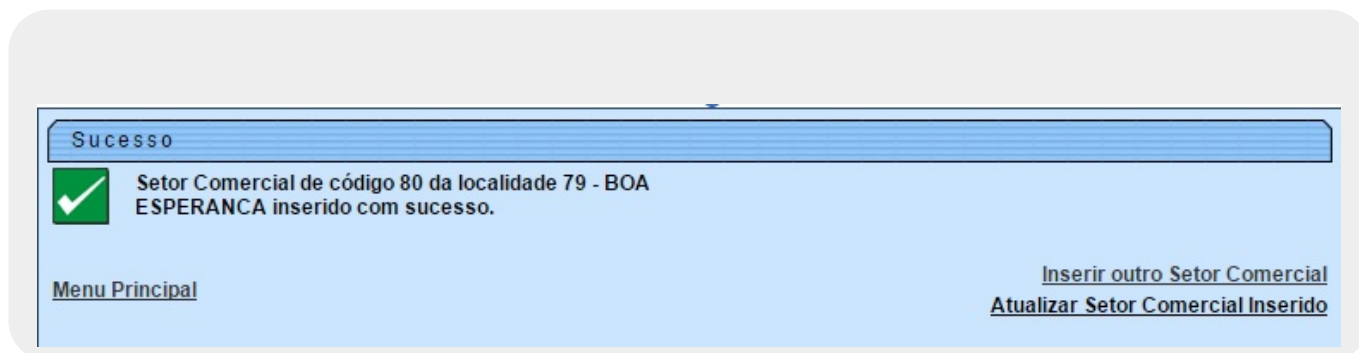 Sucesso
Setor Comercial de código 80 da localidade 79 - BOA
ESPERANCA inserido com sucesso.
Inserir outro Setor Comercial
Menu Principal
Atualizar Setor Comercial Inserido